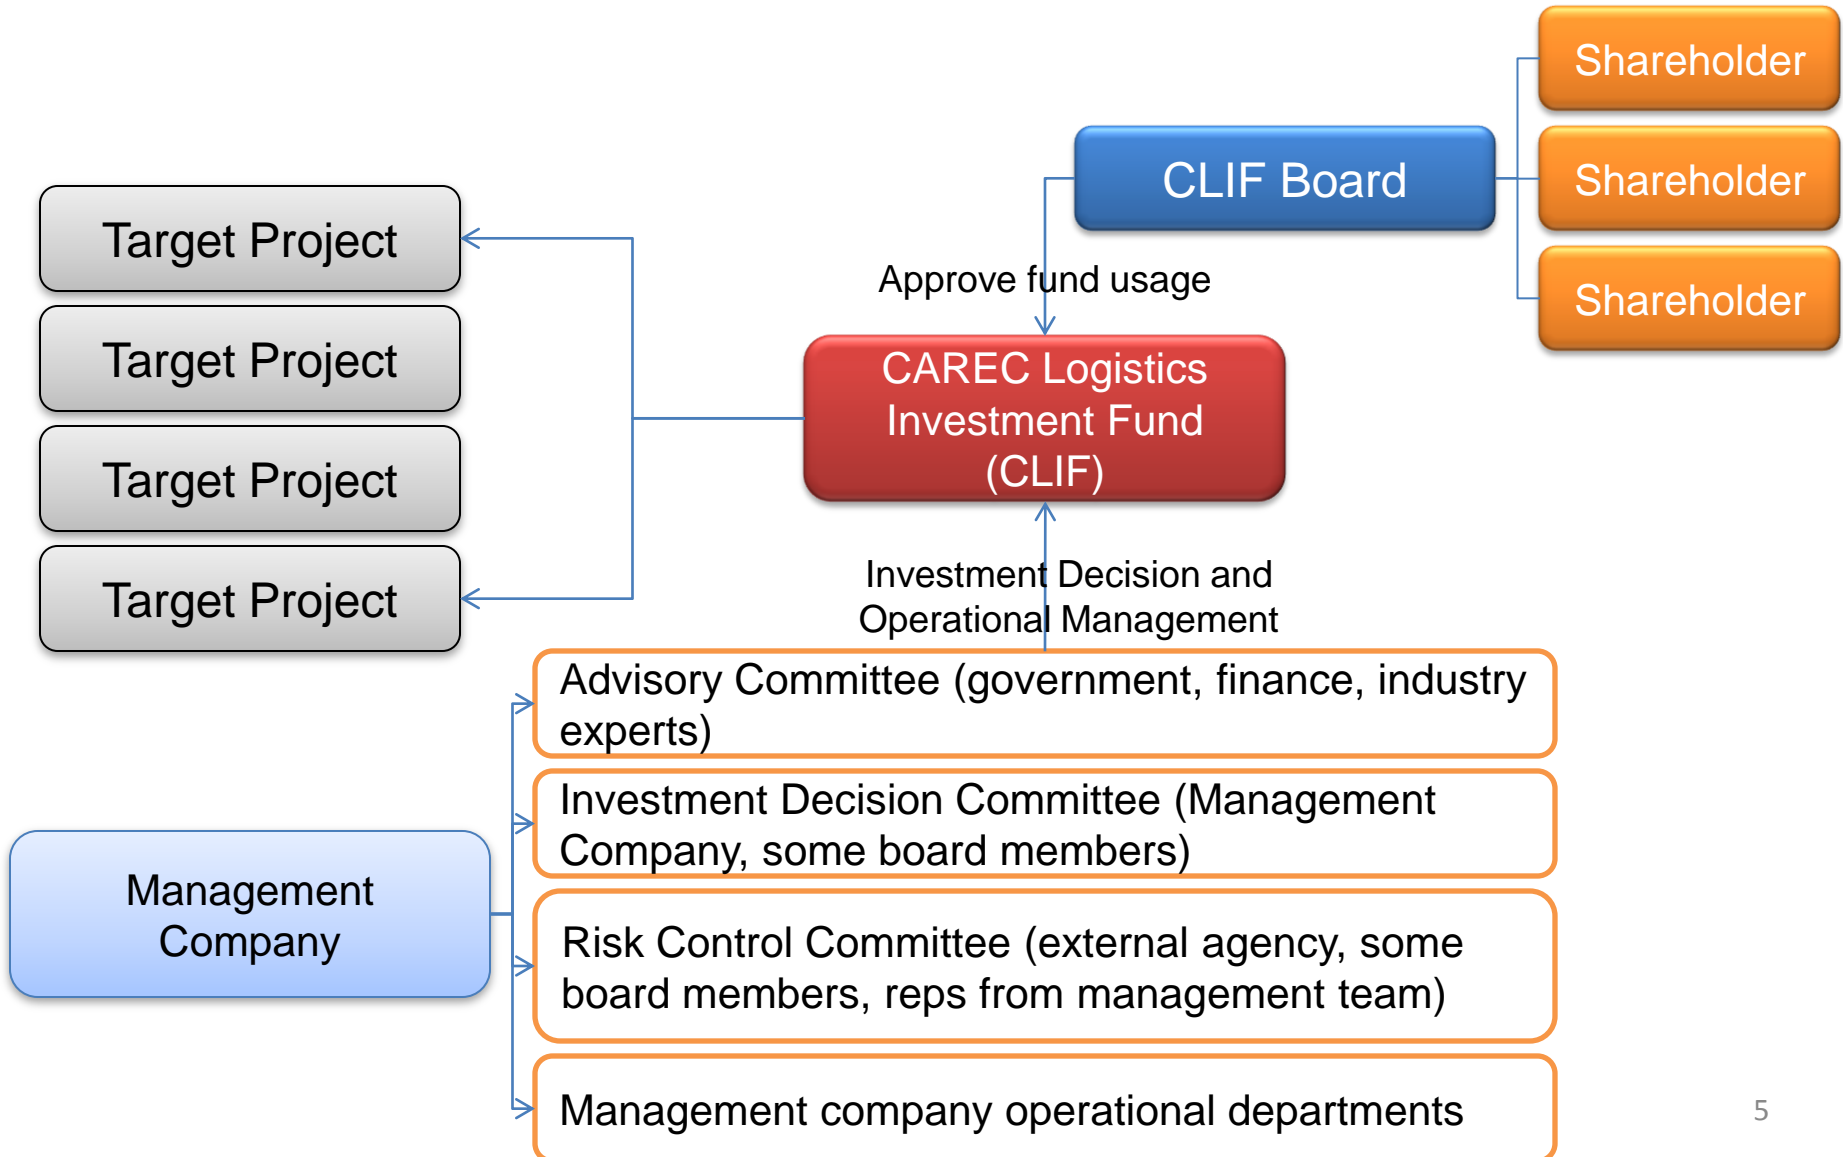 Shareholder
CLIF Board
Shareholder
Shareholder
Target Project
Target Project
Target Project
Target Project
Approve fund usage
CAREC Logistics
Investment Fund
(CLIF)
Investment Decision and
Operational Management
Advisory Committee (government, finance, industry
experts)
Investment Decision Committee (Management
Company, some board members)
Management
Company
Risk Control Committee (external agency, some
board members, reps from management team)
Management company operational departments
5